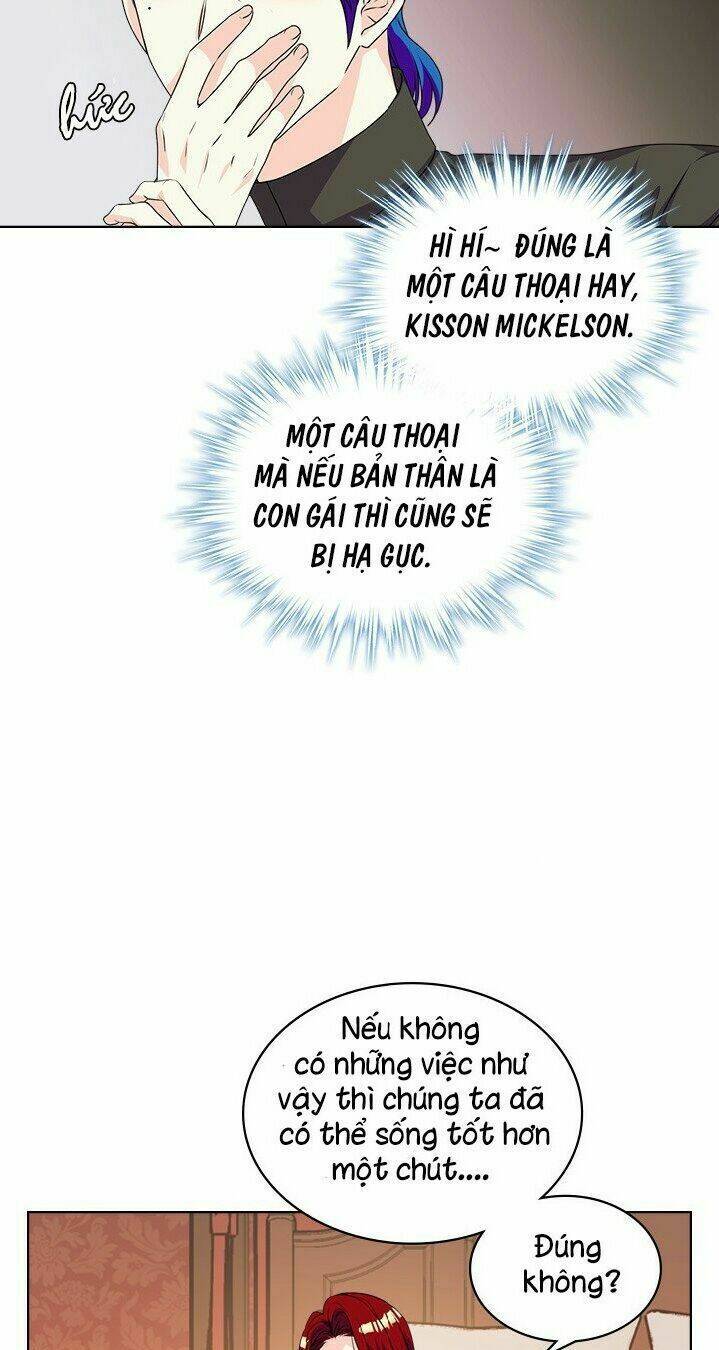 hức
HÌ HÍ~ ĐÚNG LÀ
MỘT CÂU THOẠI HAY,
KISSON MICKELSON.
MỘT CÂU THOẠI
MÀ NẾU BẢN THÂN LÀ
CON GÁI THÌ CŨNG SẼ
BỊ HẠ GỤC.
Nếu không
có những việc như
vậy thì chúng ta đã
có thể sống tốt hơn
một chút....
Đúng
không?